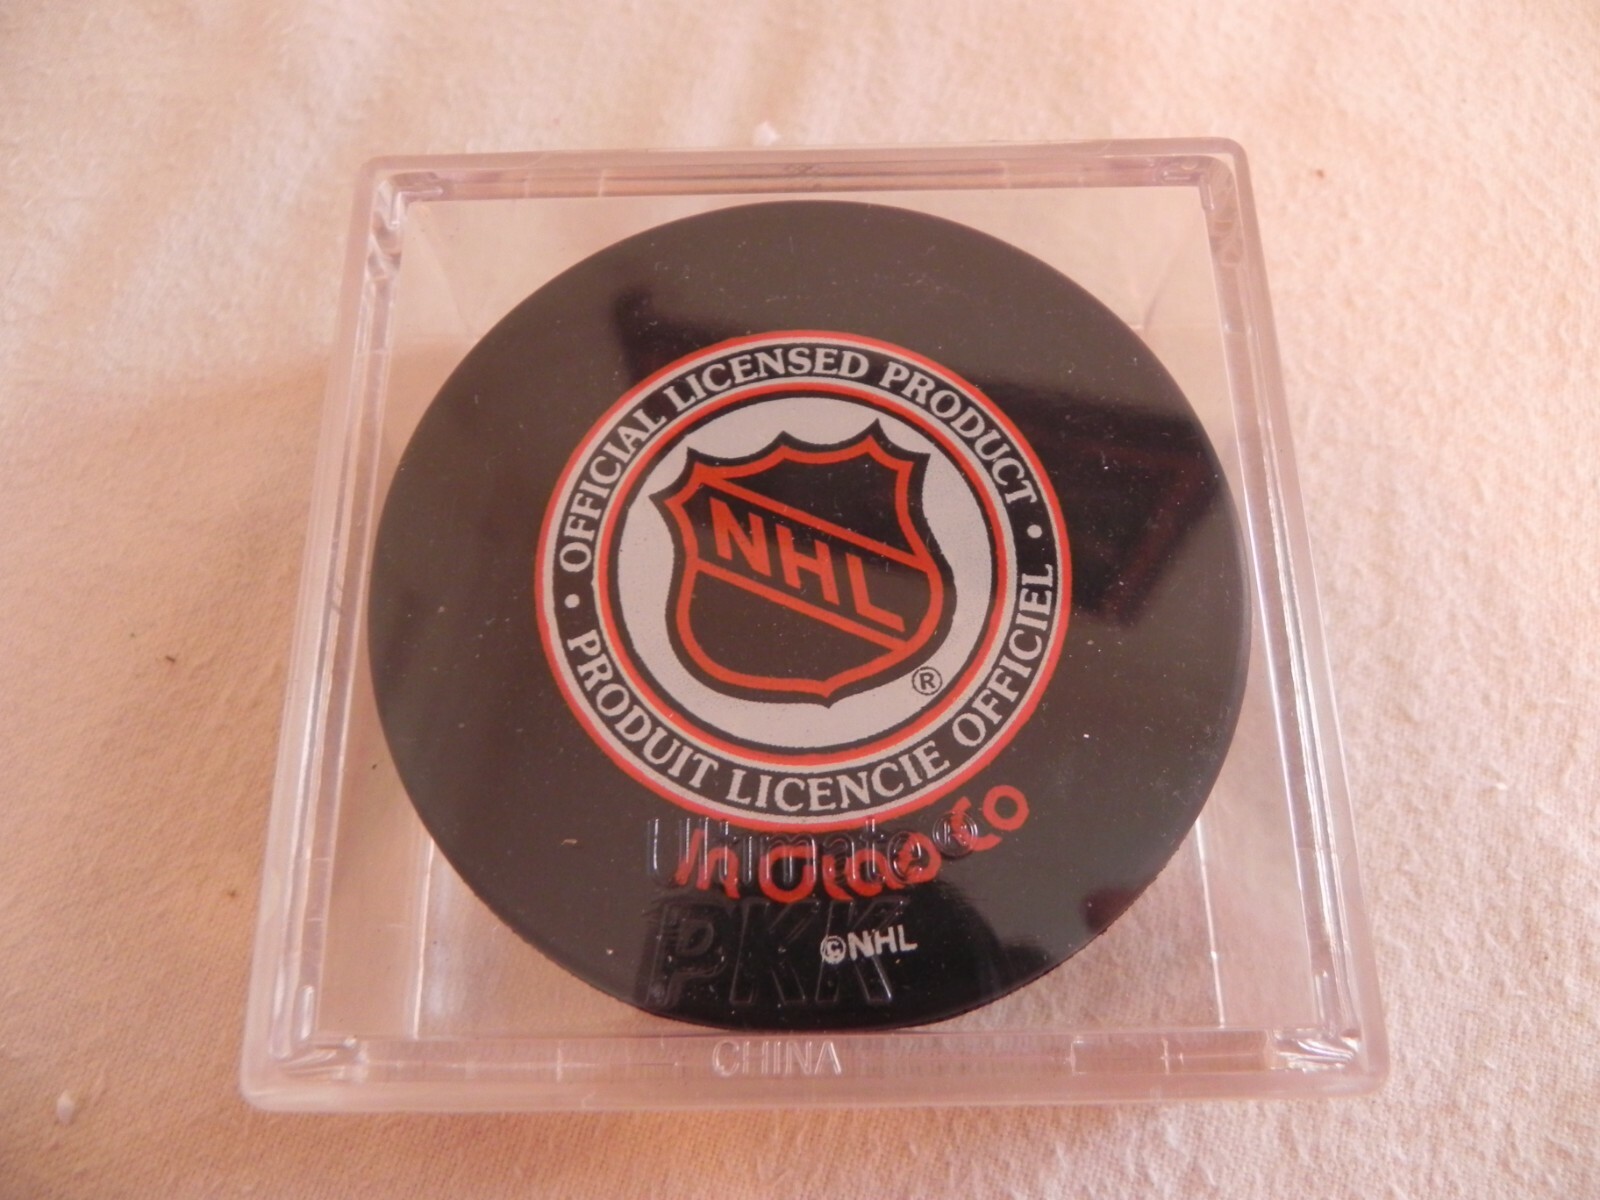 OFFICIAL LICENSED PRODUCT
NHL
®
PRODUIT LICENCIE OFFICIEL
Ultimate®
PKK
©NHL
CHINA